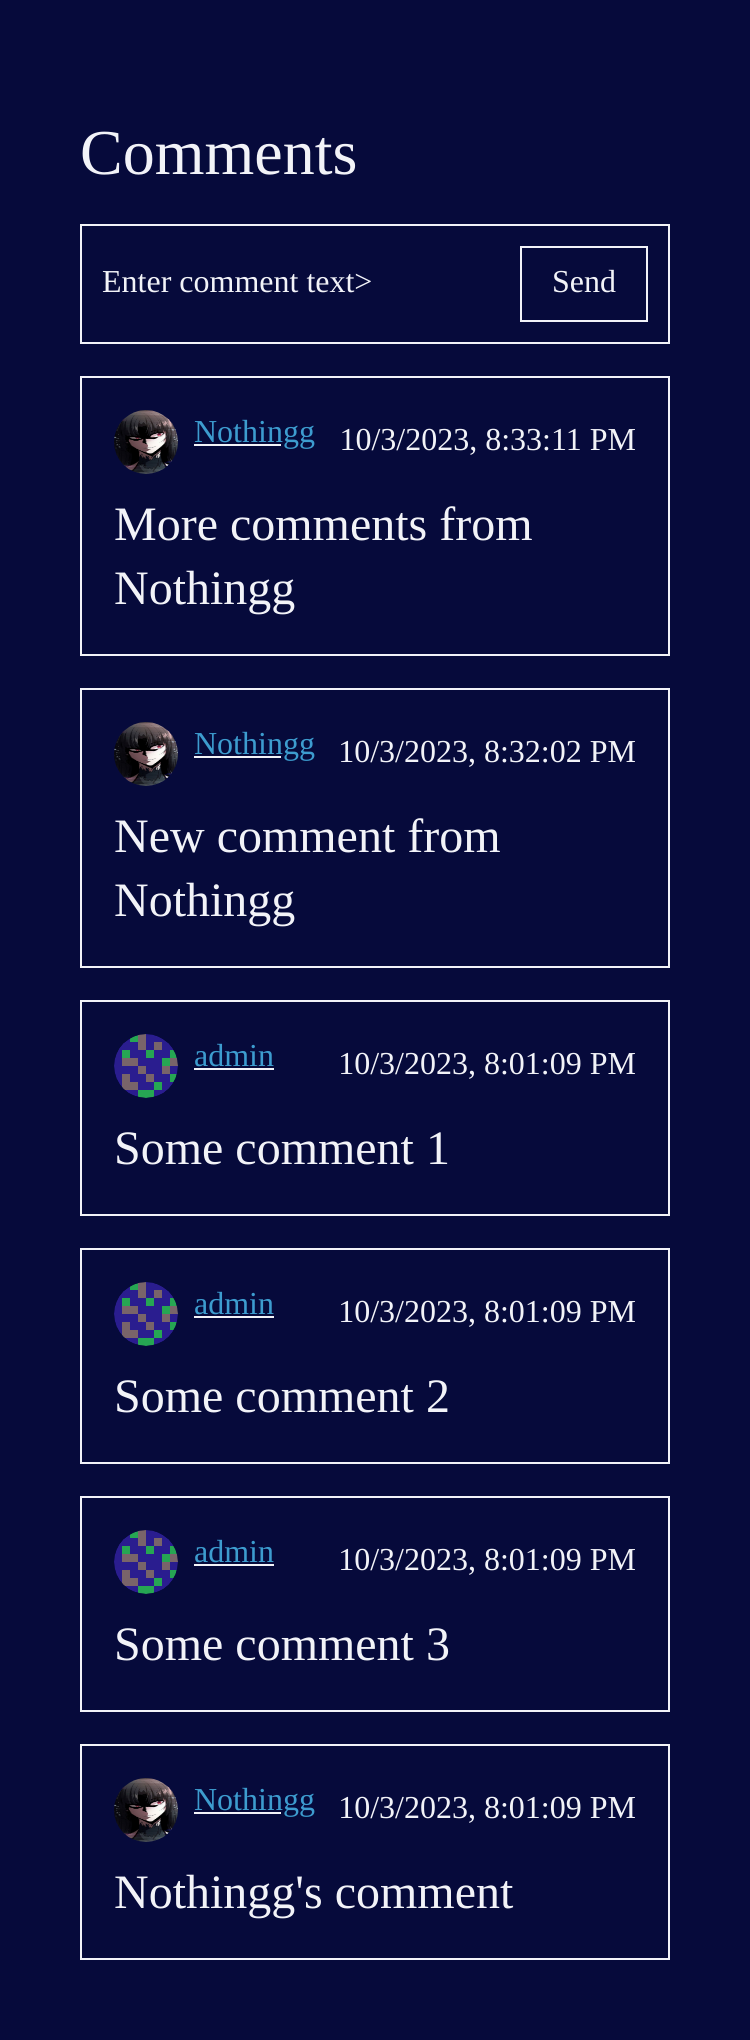 Comments
Enter comment text>
Send
Nothingg 10/3/2023, 8:33:11 PM
More comments from
Nothingg
Nothingg 10/3/2023, 8:32:02 PM
New comment from
Nothingg
admin 10/3/2023, 8:01:09 PM
Some comment 1
admin 10/3/2023, 8:01:09 PM
Some comment 2
admin 10/3/2023, 8:01:09 PM
Some comment 3
Nothingg 10/3/2023, 8:01:09 PM
Nothingg's comment